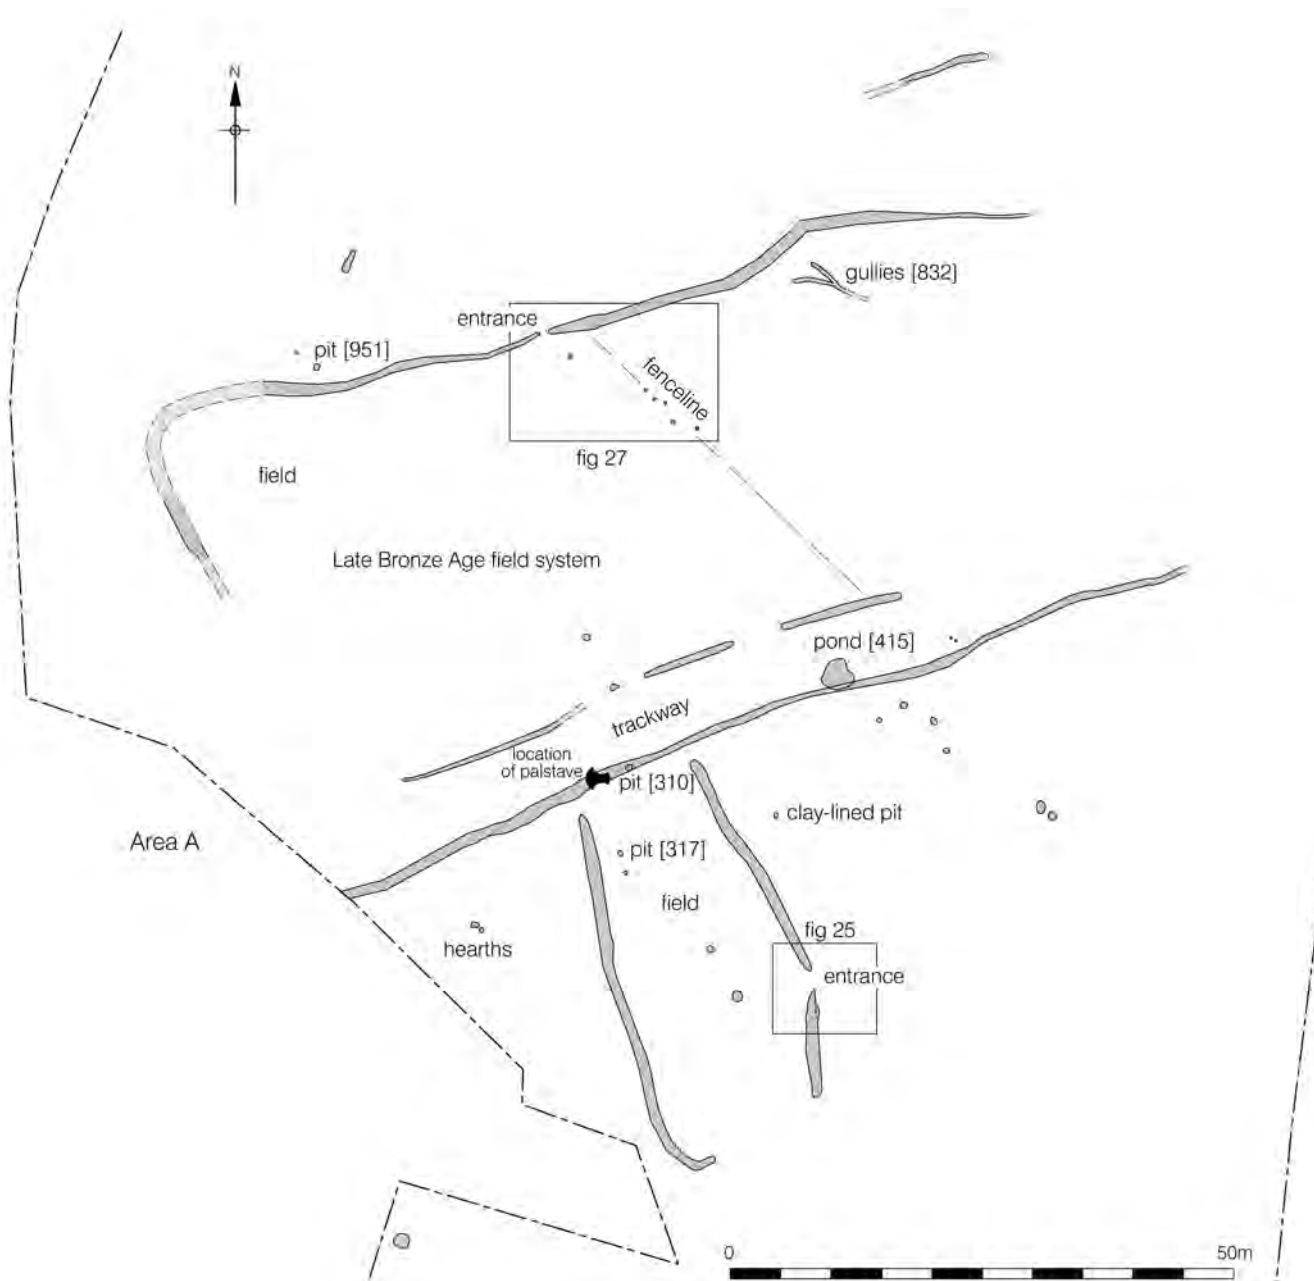 N
gullies [832]
entrance
pit [951]
fenceline
fig 27
field
Late Bronze Age field system
pond [415]
trackway
location
of palstave
pit [310]
clay-lined pit
Area A
pit [317]
field
fig 25
hearths
entrance
0
50m